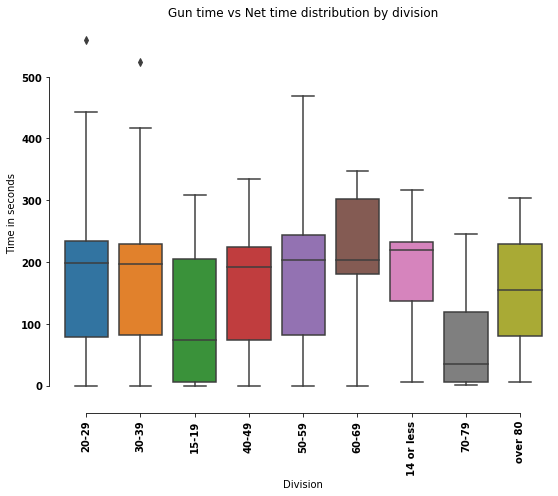 Gun time vs Net time distribution by division
Time in seconds
500
400
300
200
100
0
20-29
30-39
15-19
40-49
50-59
60-69
14 or less
70-79
over 80
Division